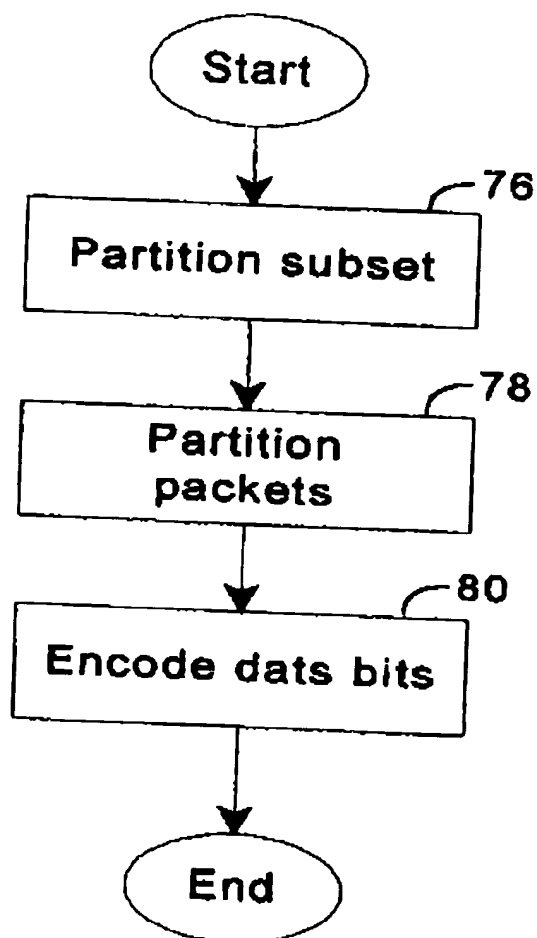 Start
76
Partition subset
78
Partition
packets
80
Encode dats bits
End